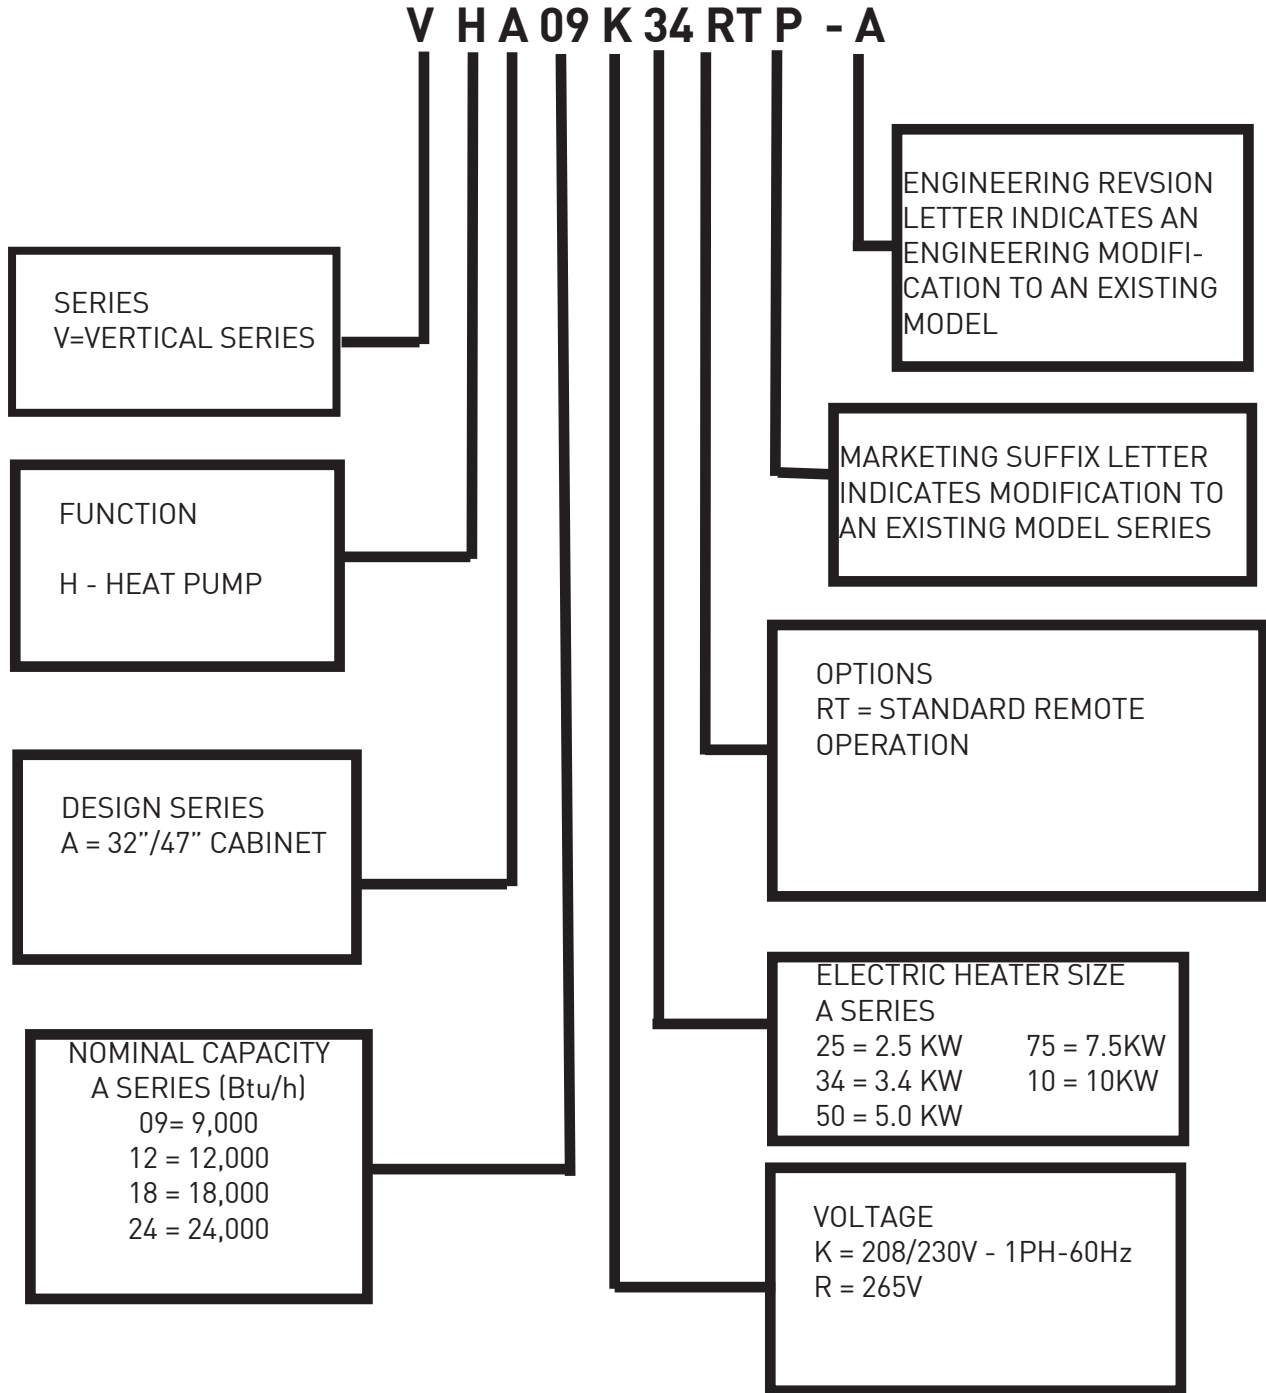 V H A 09 K 34 RT P - A
SERIES
V=VERTICAL SERIES
FUNCTION
H - HEAT PUMP
DESIGN SERIES
A = 32”/47” CABINET
NOMINAL CAPACITY
A SERIES (Btu/h)
09= 9,000
12 = 12,000
18 = 18,000
24 = 24,000
ENGINEERING REVSION
LETTER INDICATES AN
ENGINEERING MODIFI-
CATION TO AN EXISTING
MODEL
MARKETING SUFFIX LETTER
INDICATES MODIFICATION TO
AN EXISTING MODEL SERIES
OPTIONS
RT = STANDARD REMOTE
OPERATION
ELECTRIC HEATER SIZE
A SERIES
25 = 2.5 KW 75 = 7.5KW
34 = 3.4 KW 10 = 10KW
50 = 5.0 KW
VOLTAGE
K = 208/230V - 1PH-60Hz
R = 265V